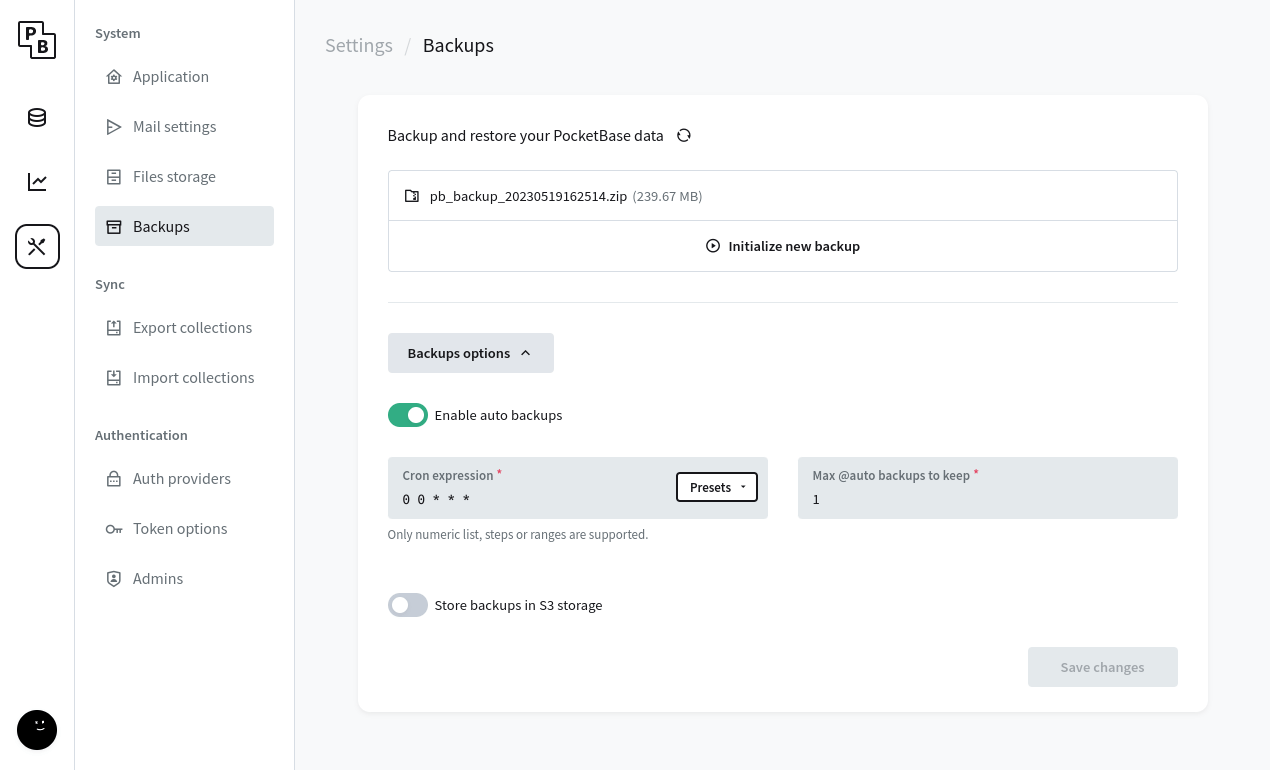 P
B
System
Application
Mail settings
Files storage
Backups
Sync
Export collections
Import collections
Authentication
Auth providers
Token options
Admins
Settings / Backups
Backup and restore your PocketBase data
pb_backup_20230519162514.zip (239.67 MB)
Initialize new backup
Backups options
Enable auto backups
Cron expression *
0 0 * * *
Presets
Only numeric list, steps or ranges are supported.
Max @auto backups to keep *
1
Store backups in S3 storage
Save changes